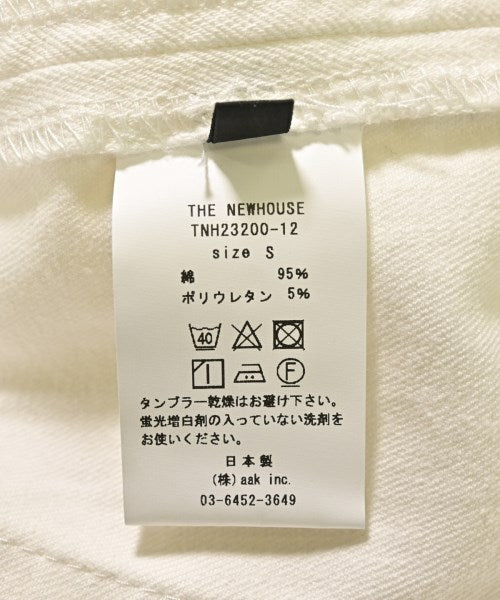 THE NEWHOUSE
TNH23200-12
size S
綿 95%
ポリウレタン 5%
40
F
タンブラー乾燥はお避け下さい。
蛍光増白剤の入っていない洗剤を
お使いください。
日本製
(株) aak inc.
03-6452-3649